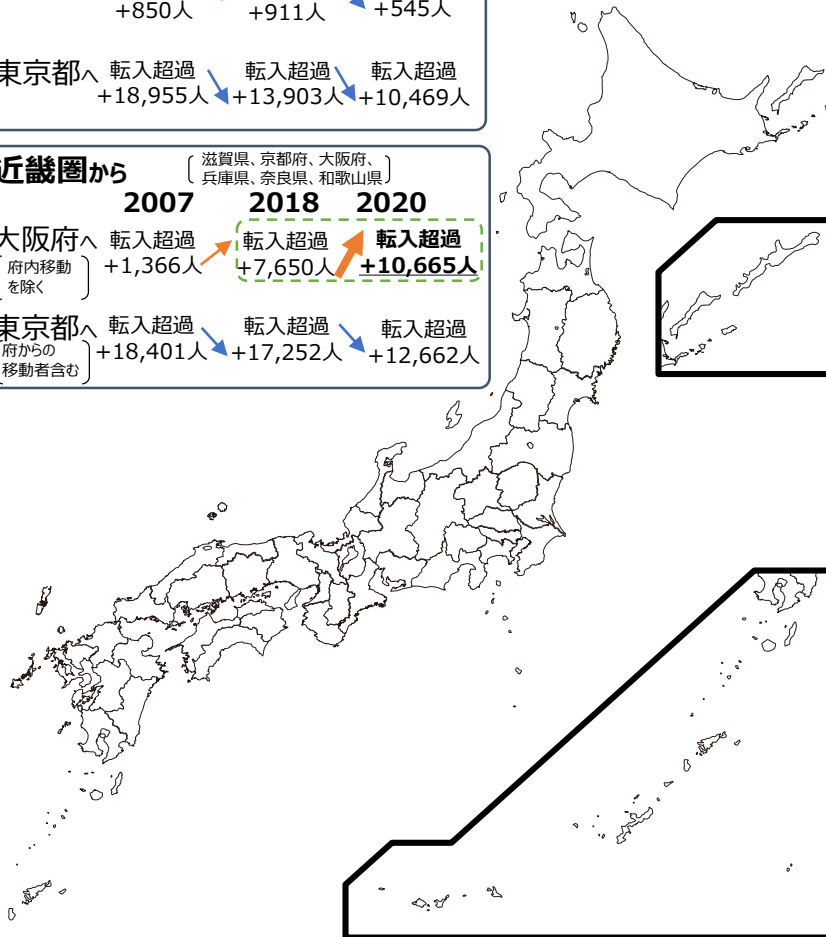 +850人 +911人 +545人
東京都へ 転入超過 転入超過 転入超過
+18,955人 +13,903人 +10,469人
近畿圏から 滋賀県、京都府、大阪府、
兵庫県、奈良県、和歌山県
2007 2018 2020
大阪府へ 転入超過 転入超過 転入超過
府内移動 +1,366人 +7,650人 +10,665人
を除く
東京都へ 転入超過 転入超過 転入超過
府からの +18,401人 +17,252人 +12,662人
移動者含む